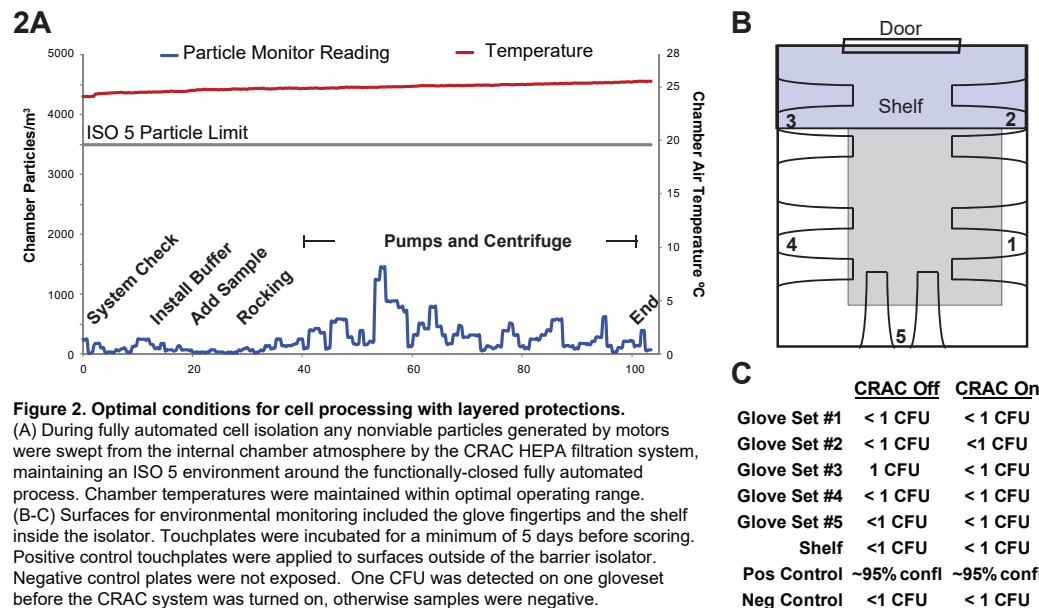 2A
5000
Particle Monitor Reading
Temperature
28
4000
25
ISO 5 Particle Limit
20
3000
15
2000
10
1000
5
0
0
Chamber Particles/m³
Chamber Air Temperature ºC
System Check
Install Buffer
Add Sample
Rocking
Pumps and Centrifuge
End
0 20 40 60 80 100
B
Door
Shelf
3
2
4
1
5
Figure 2. Optimal conditions for cell processing with layered protections.
(A) During fully automated cell isolation any nonviable particles generated by motors
were swept from the internal chamber atmosphere by the CRAC HEPA filtration system,
maintaining an ISO 5 environment around the functionally-closed fully automated
process. Chamber temperatures were maintained within optimal operating range.
(B-C) Surfaces for environmental monitoring included the glove fingertips and the shelf
inside the isolator. Touchplates were incubated for a minimum of 5 days before scoring.
Positive control touchplates were applied to surfaces outside of the barrier isolator.
Negative control plates were not exposed. One CFU was detected on one gloveset
before the CRAC system was turned on, otherwise samples were negative.
C
CRAC Off CRAC On
Glove Set #1 < 1 CFU < 1 CFU
Glove Set #2 < 1 CFU <1 CFU
Glove Set #3 1 CFU < 1 CFU
Glove Set #4 < 1 CFU < 1 CFU
Glove Set #5 <1 CFU < 1 CFU
Shelf <1 CFU < 1 CFU
Pos Control ~95% confl ~95% confl
Neg Control <1 CFU < 1 CFU